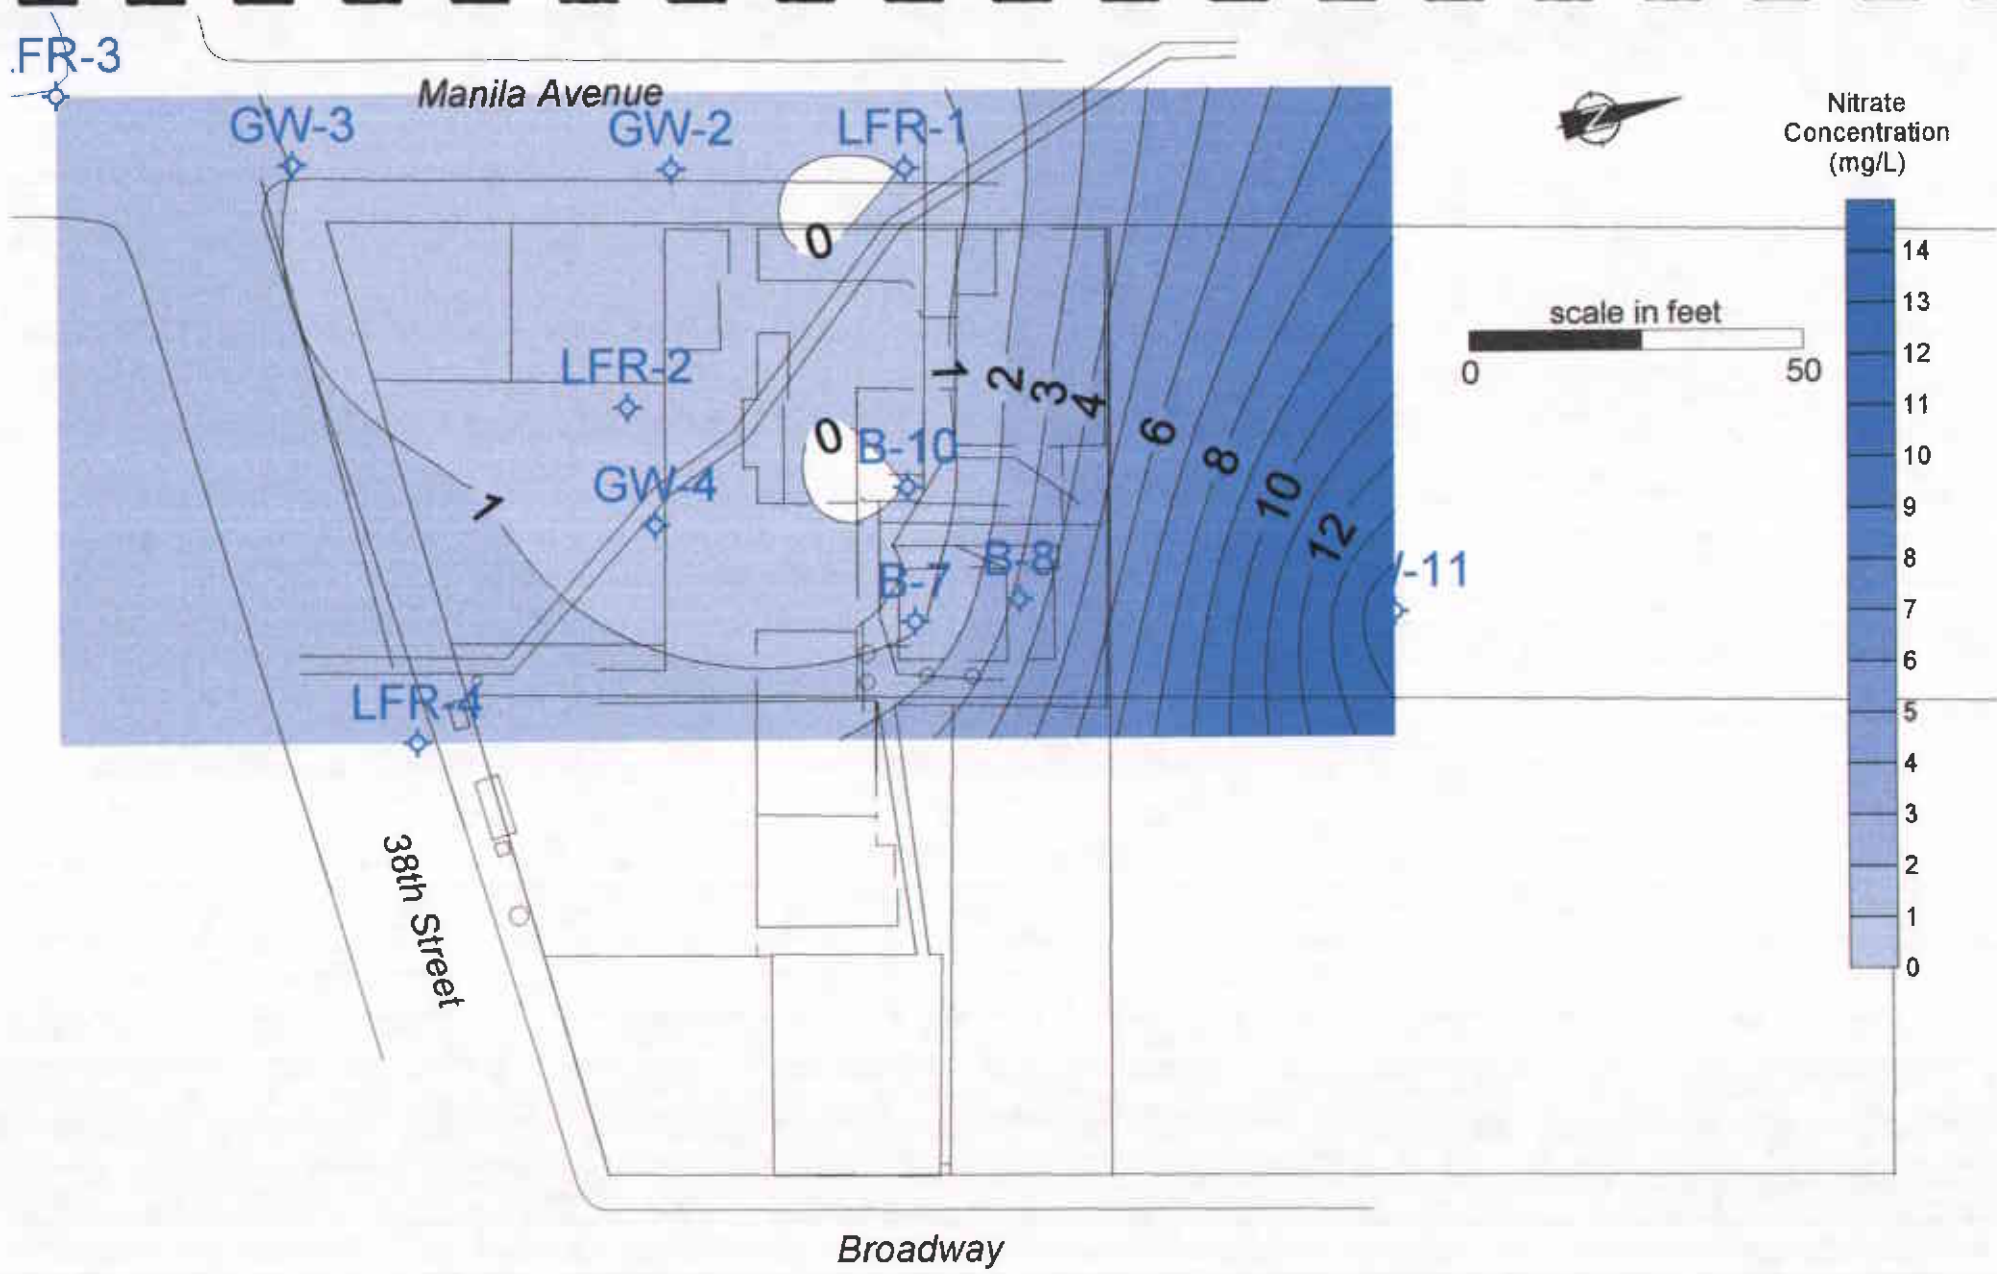 FR-3
Manila Avenue
GW-3
GW-2
LFR-1
Z
Nitrate
Concentration
(mg/L)
0
14
13
scale in feet
0
50
12
LFR-2
1
2
3
4
11
6
8
10
12
0
B-10
10
GW-4
1
9
B-7
B-8
-11
8
7
6
LFR-4
5
4
3
2
1
0
38th Street
Broadway